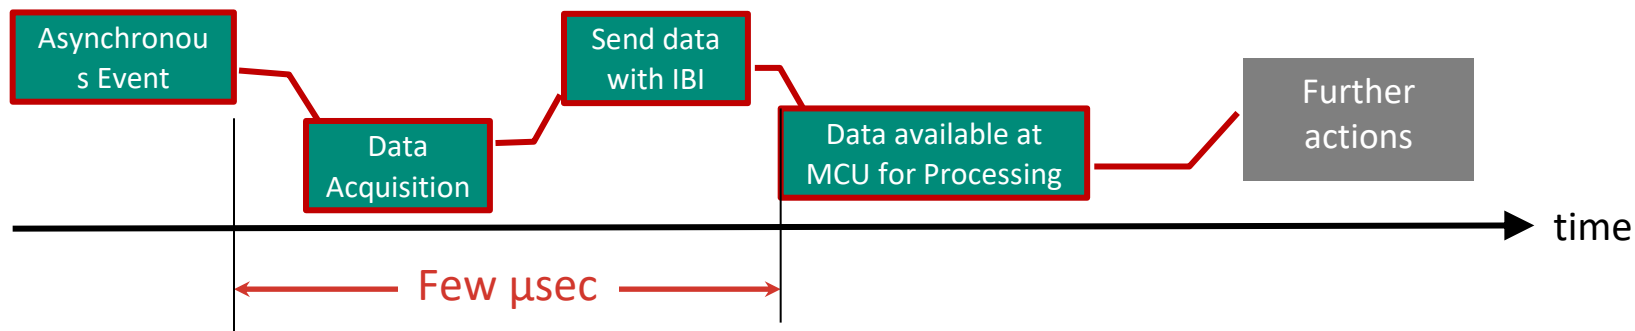 Asynchronou
s Event
Data
Acquisition
Send data
with IBI
Data available at
MCU for Processing
Further
actions
time
Few µsec